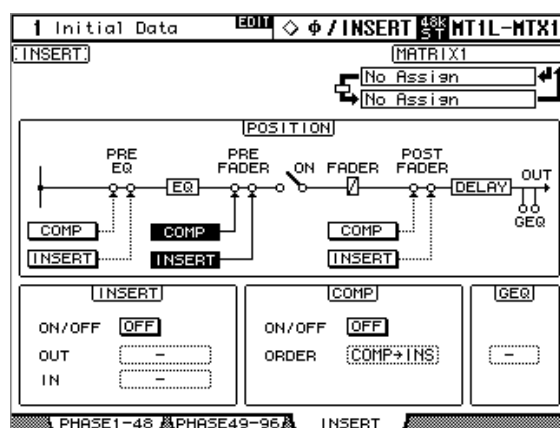 1 Initial Data EDIT ◇ φ/INSERT 48k ST MT1L-MTX1
INSERT MATRIX1
No Assign
No Assign
POSITION
PRE EQ PRE FADER ON FADER POST FADER
EQ DELAY OUT
GEQ
COMP COMP COMP
INSERT INSERT INSERT
INSERT COMP GEQ
ON/OFF OFF ON/OFF OFF
OUT - ORDER COMP→INS -
IN -
PHASE1-48 PHASE49-96 INSERT